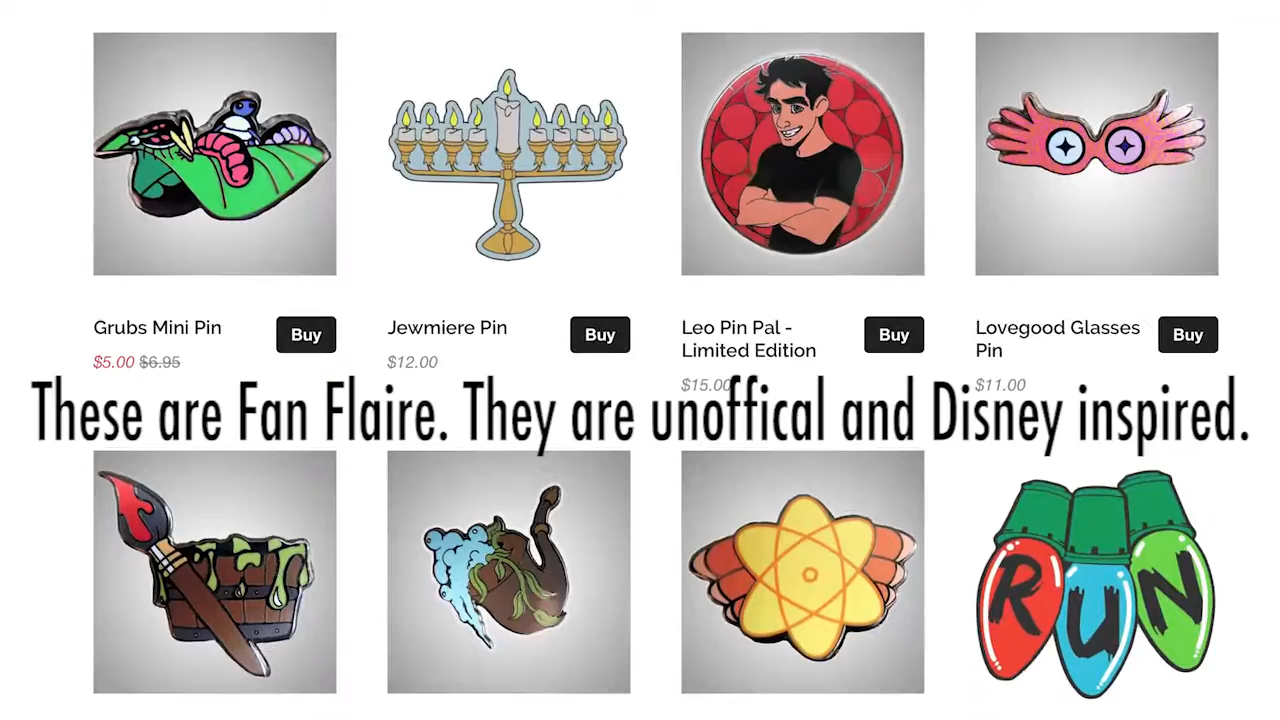 Grubs Mini Pin
Buy
$5.00 $6.95
Jewmiere Pin
Buy
$12.00
Leo Pin Pal -
Limited Edition
Buy
$15.00
Lovegood Glasses
Pin
Buy
$11.00
These are Fan Flaire. They are unoffical and Disney inspired.
RUN